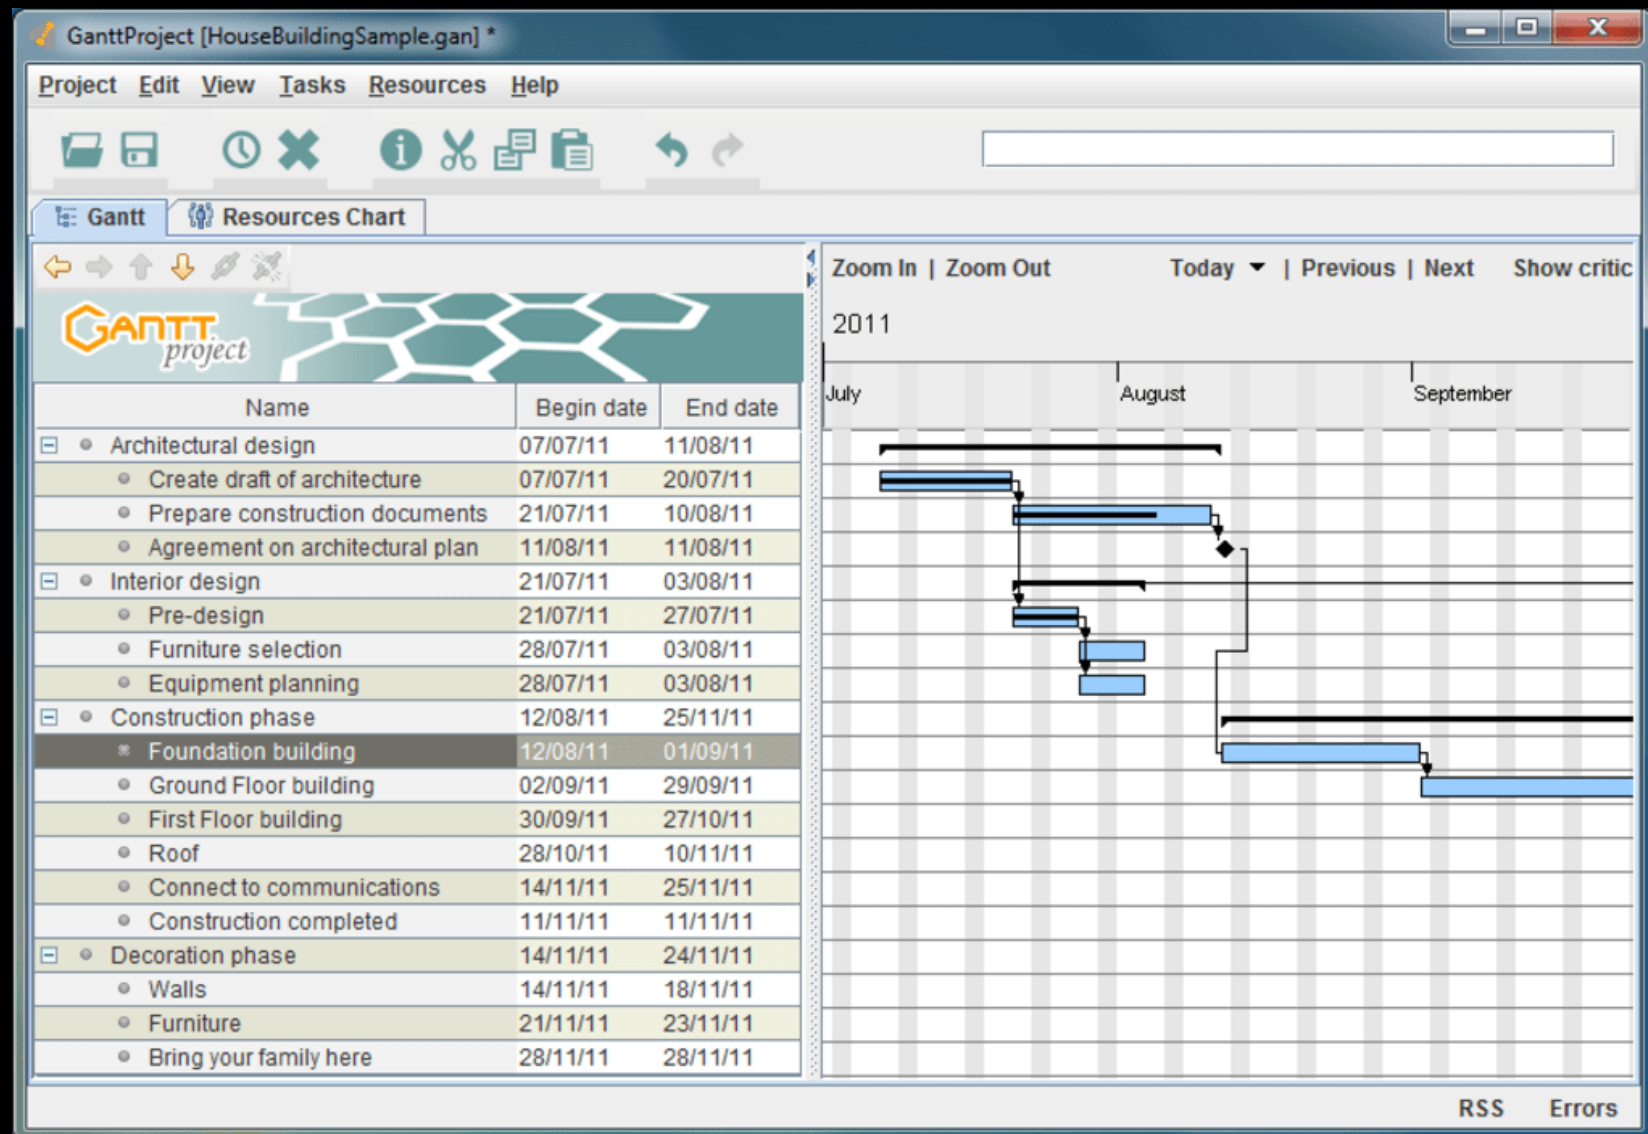 GanttProject [HouseBuildingSample.gan] *
Project Edit View Tasks Resources Help
Gantt Resources Chart
Zoom In | Zoom Out Today | Previous | Next Show critic
GANTT
project
2011
July August September
Name Begin date End date
Architectural design 07/07/11 11/08/11
Create draft of architecture 07/07/11 20/07/11
Prepare construction documents 21/07/11 10/08/11
Agreement on architectural plan 11/08/11 11/08/11
Interior design 21/07/11 03/08/11
Pre-design 21/07/11 27/07/11
Furniture selection 28/07/11 03/08/11
Equipment planning 28/07/11 03/08/11
Construction phase 12/08/11 25/11/11
Foundation building 12/08/11 01/09/11
Ground Floor building 02/09/11 29/09/11
First Floor building 30/09/11 27/10/11
Roof 28/10/11 10/11/11
Connect to communications 14/11/11 25/11/11
Construction completed 11/11/11 11/11/11
Decoration phase 14/11/11 24/11/11
Walls 14/11/11 18/11/11
Furniture 21/11/11 23/11/11
Bring your family here 28/11/11 28/11/11
RSS Errors